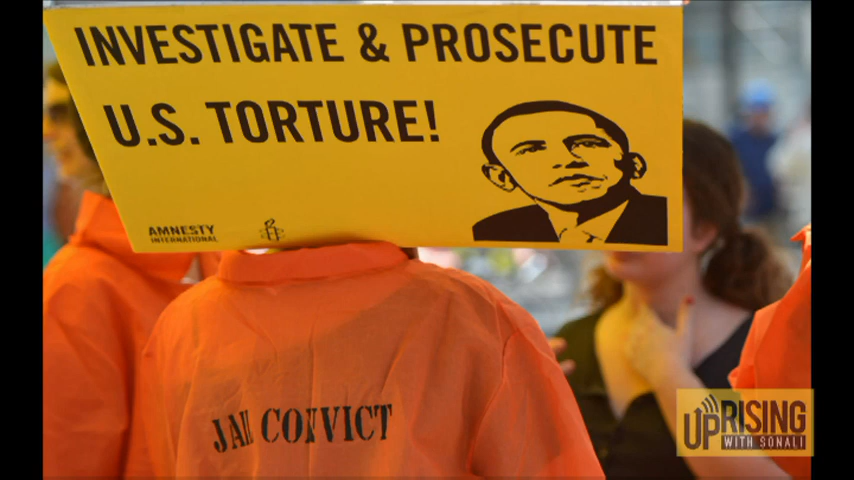 INVESTIGATE & PROSECUTE
U.S. TORTURE!
AMNESTY
INTERNATIONAL
JAIL CONVICT
UPRISING
WITH SONALI